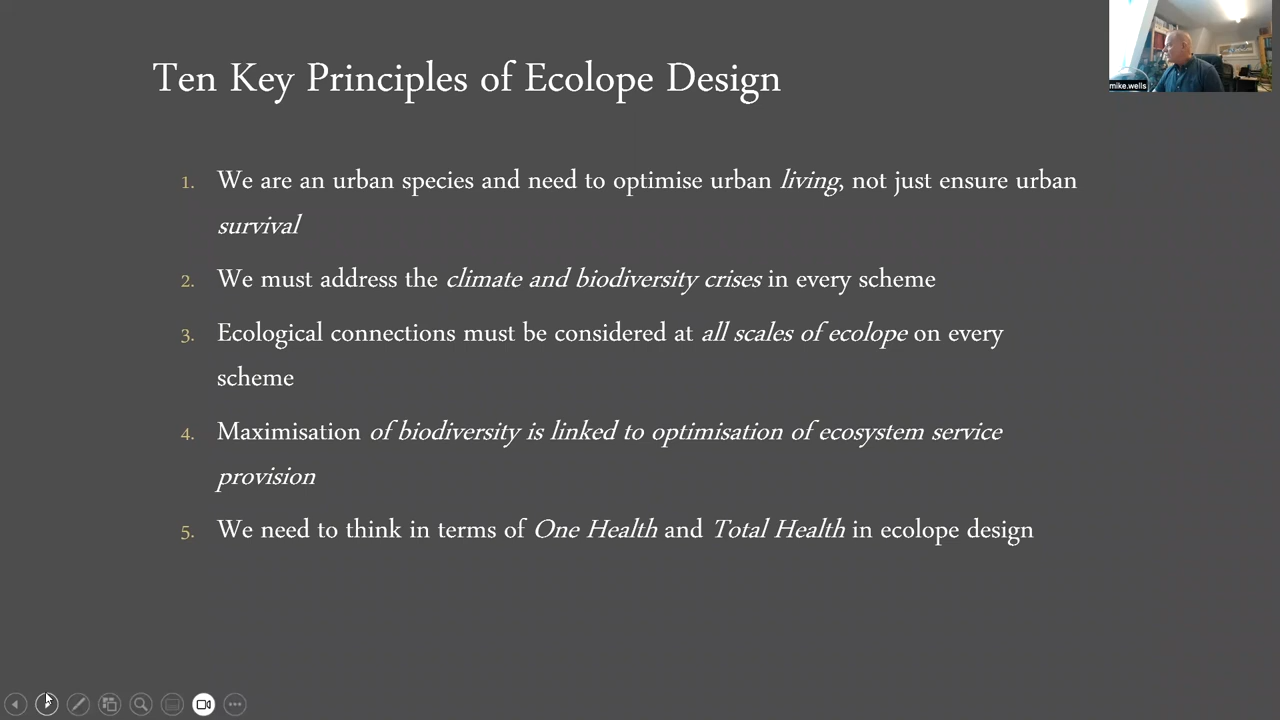 Ten Key Principles of Ecolope Design
mike.wells
1. We are an urban species and need to optimise urban living, not just ensure urban
survival
2. We must address the climate and biodiversity crises in every scheme
3. Ecological connections must be considered at all scales of ecolope on every
scheme
4. Maximisation of biodiversity is linked to optimisation of ecosystem service
provision
5. We need to think in terms of One Health and Total Health in ecolope design